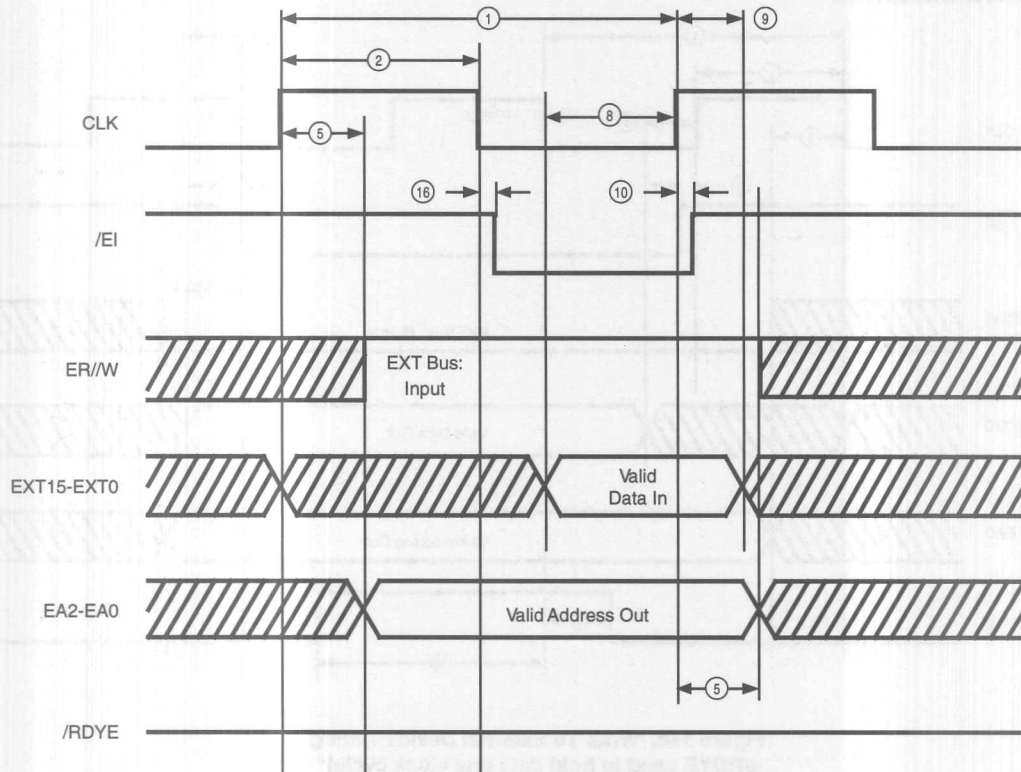 1
9
2
CLK
5
8
16
10
/EI
ER//W
EXT Bus:
Input
EXT15-EXT0
Valid
Data In
EA2-EA0
Valid Address Out
5
/RDYE